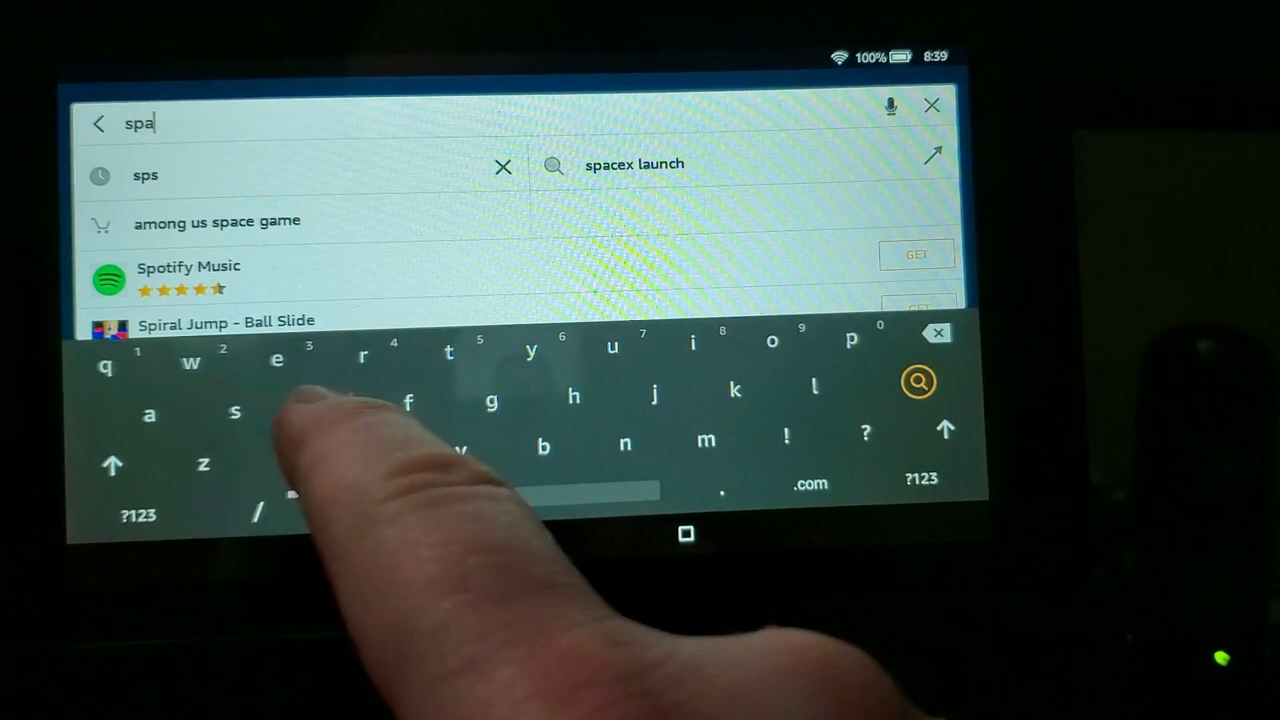 100% 8:39
spa
sps
spacex launch
among us space game
Spotify Music
GET
Spiral Jump - Ball Slide
GET
1 2 3 4 5 6 7 8 9 0
q w e r t y u i o p
a s f g h j k l
z v b n m ! ?
?123 / . .com ?123